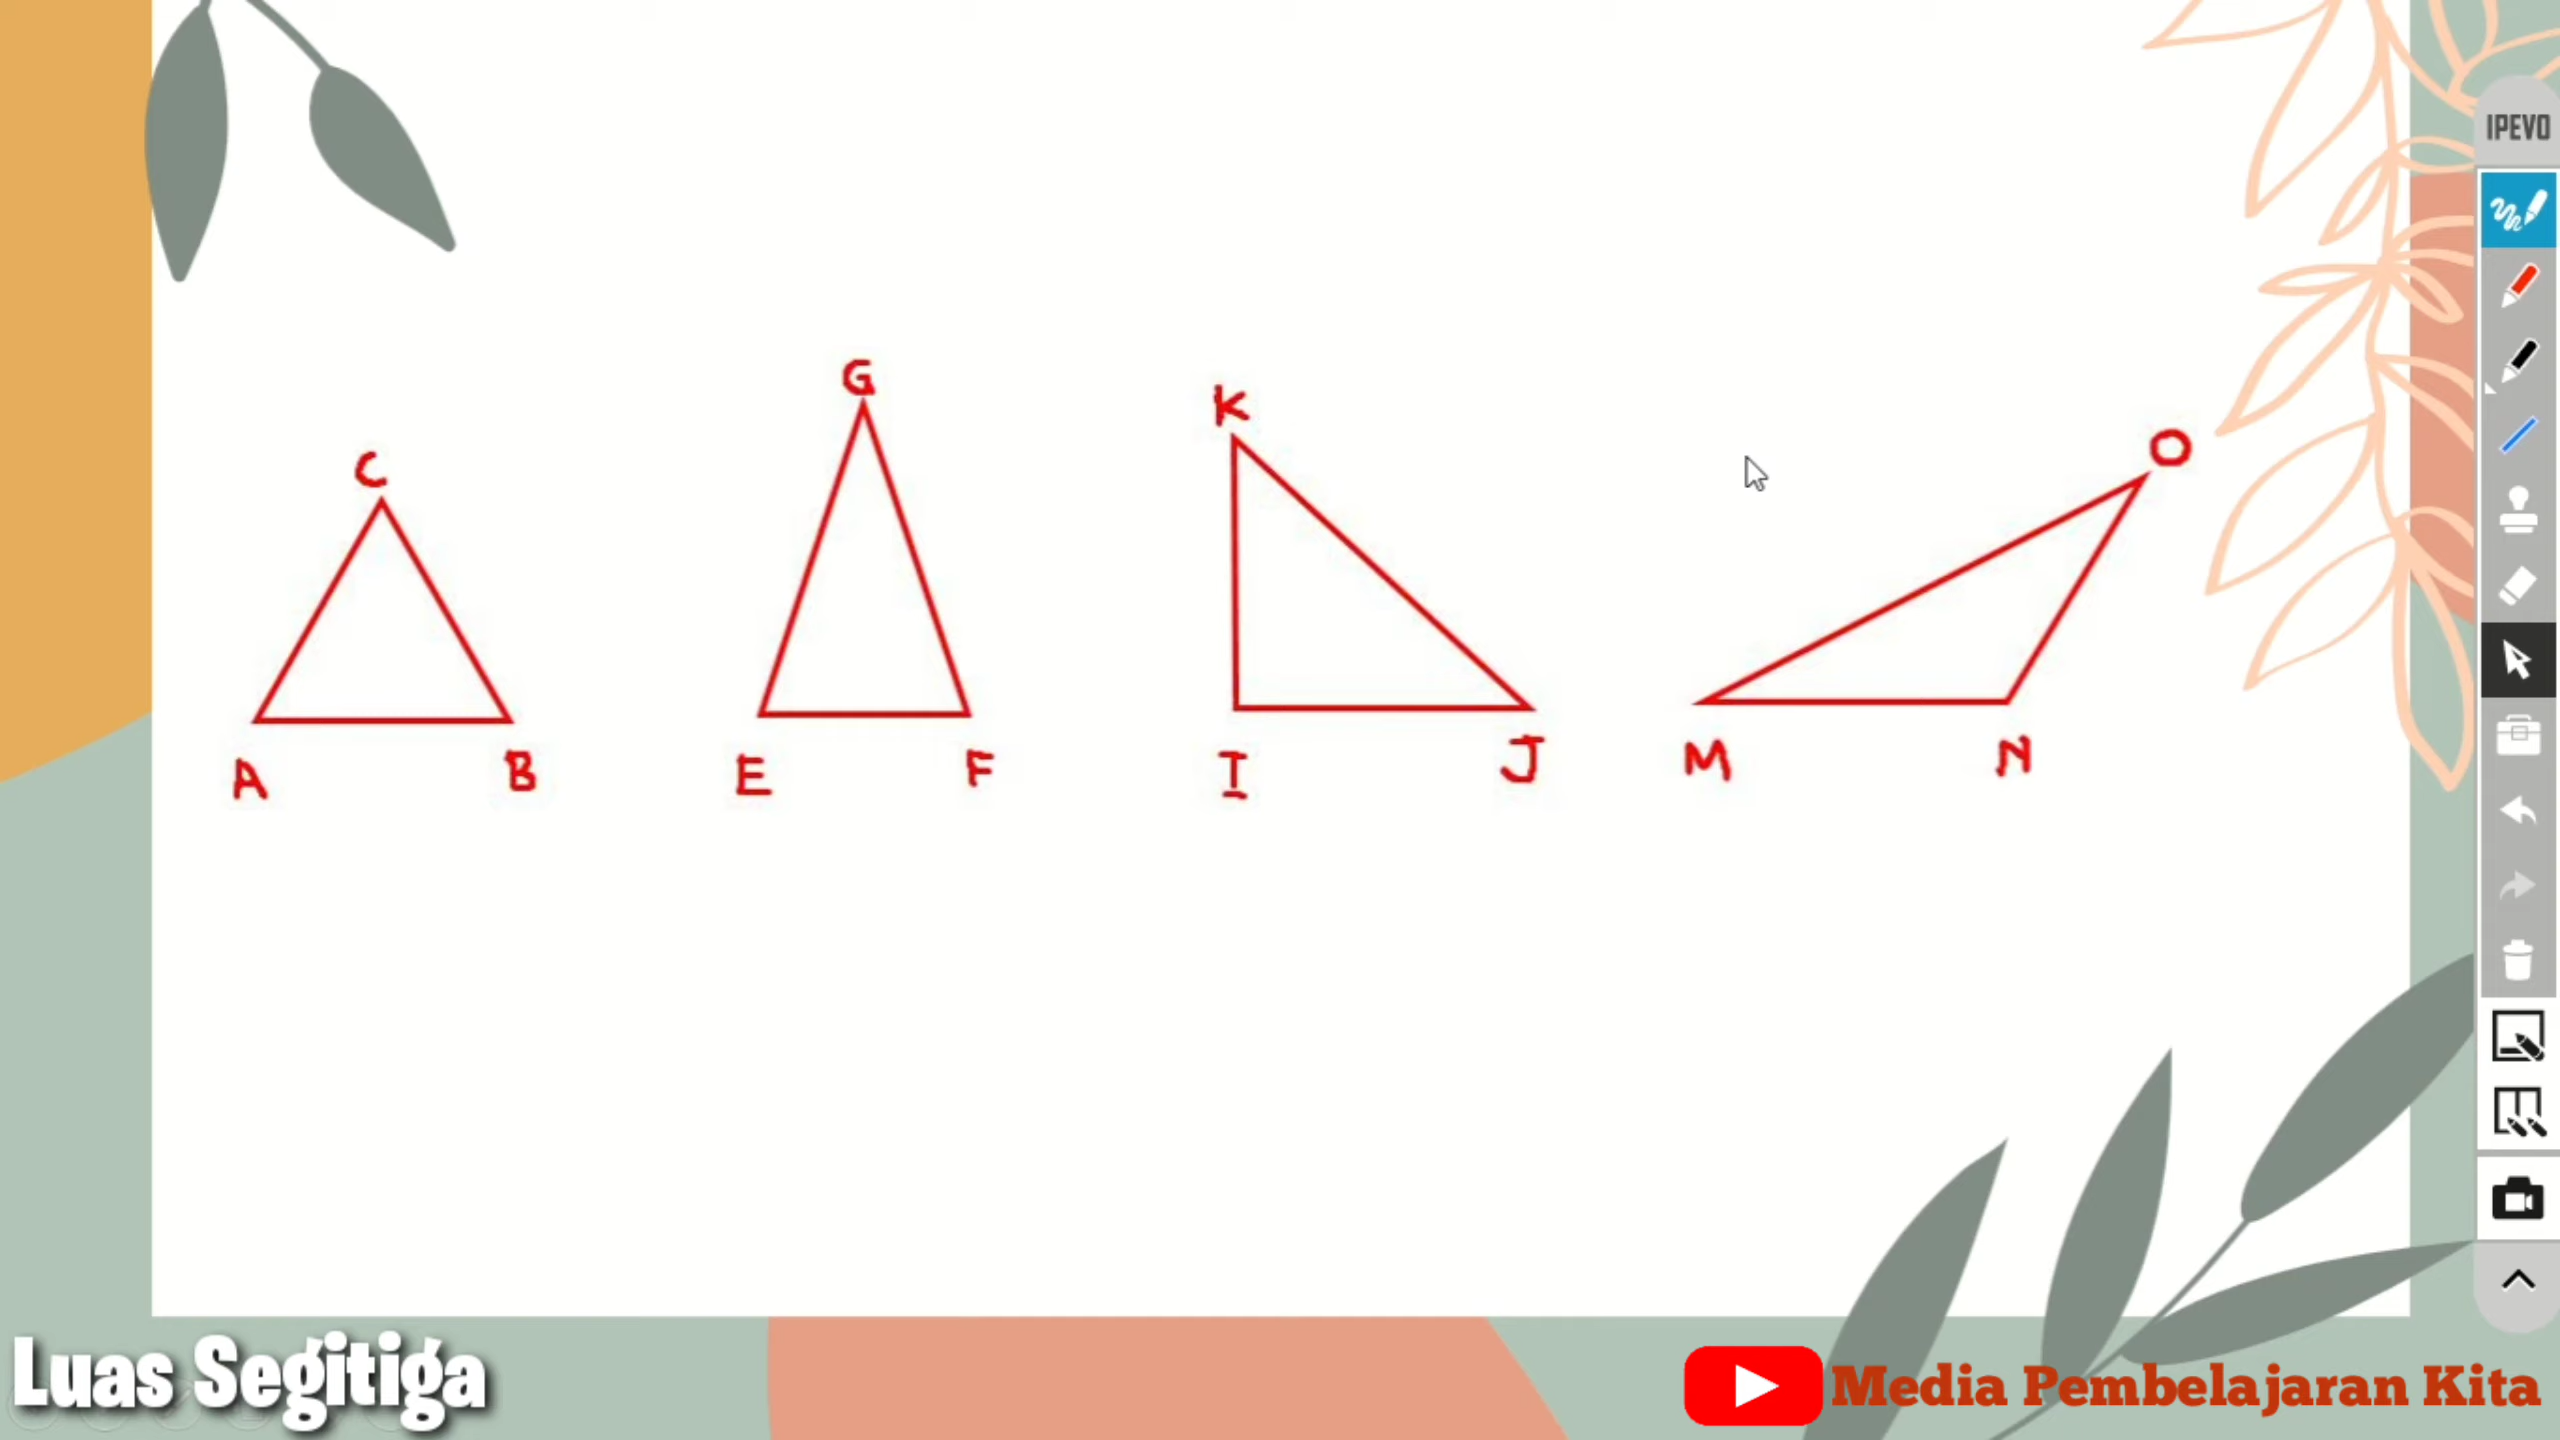 IPEVO
G
K
C
O
A B
E F
I J
M N
Luas Segitiga
Media Pembelajaran Kita